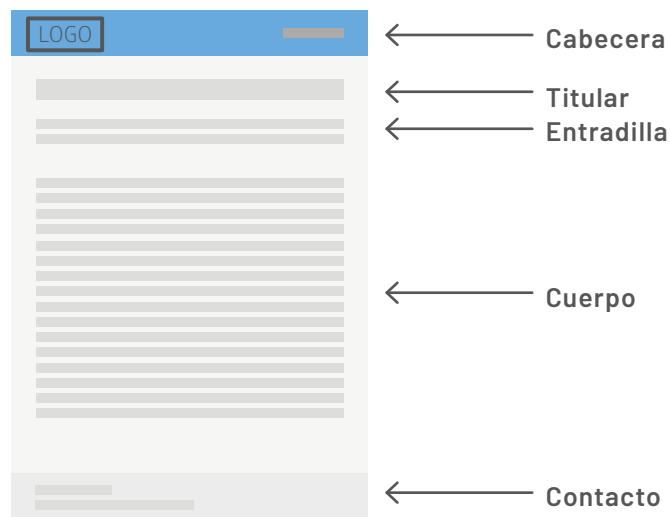 LOGO
Cabecera
Titular
Entradilla
Cuerpo
Contacto